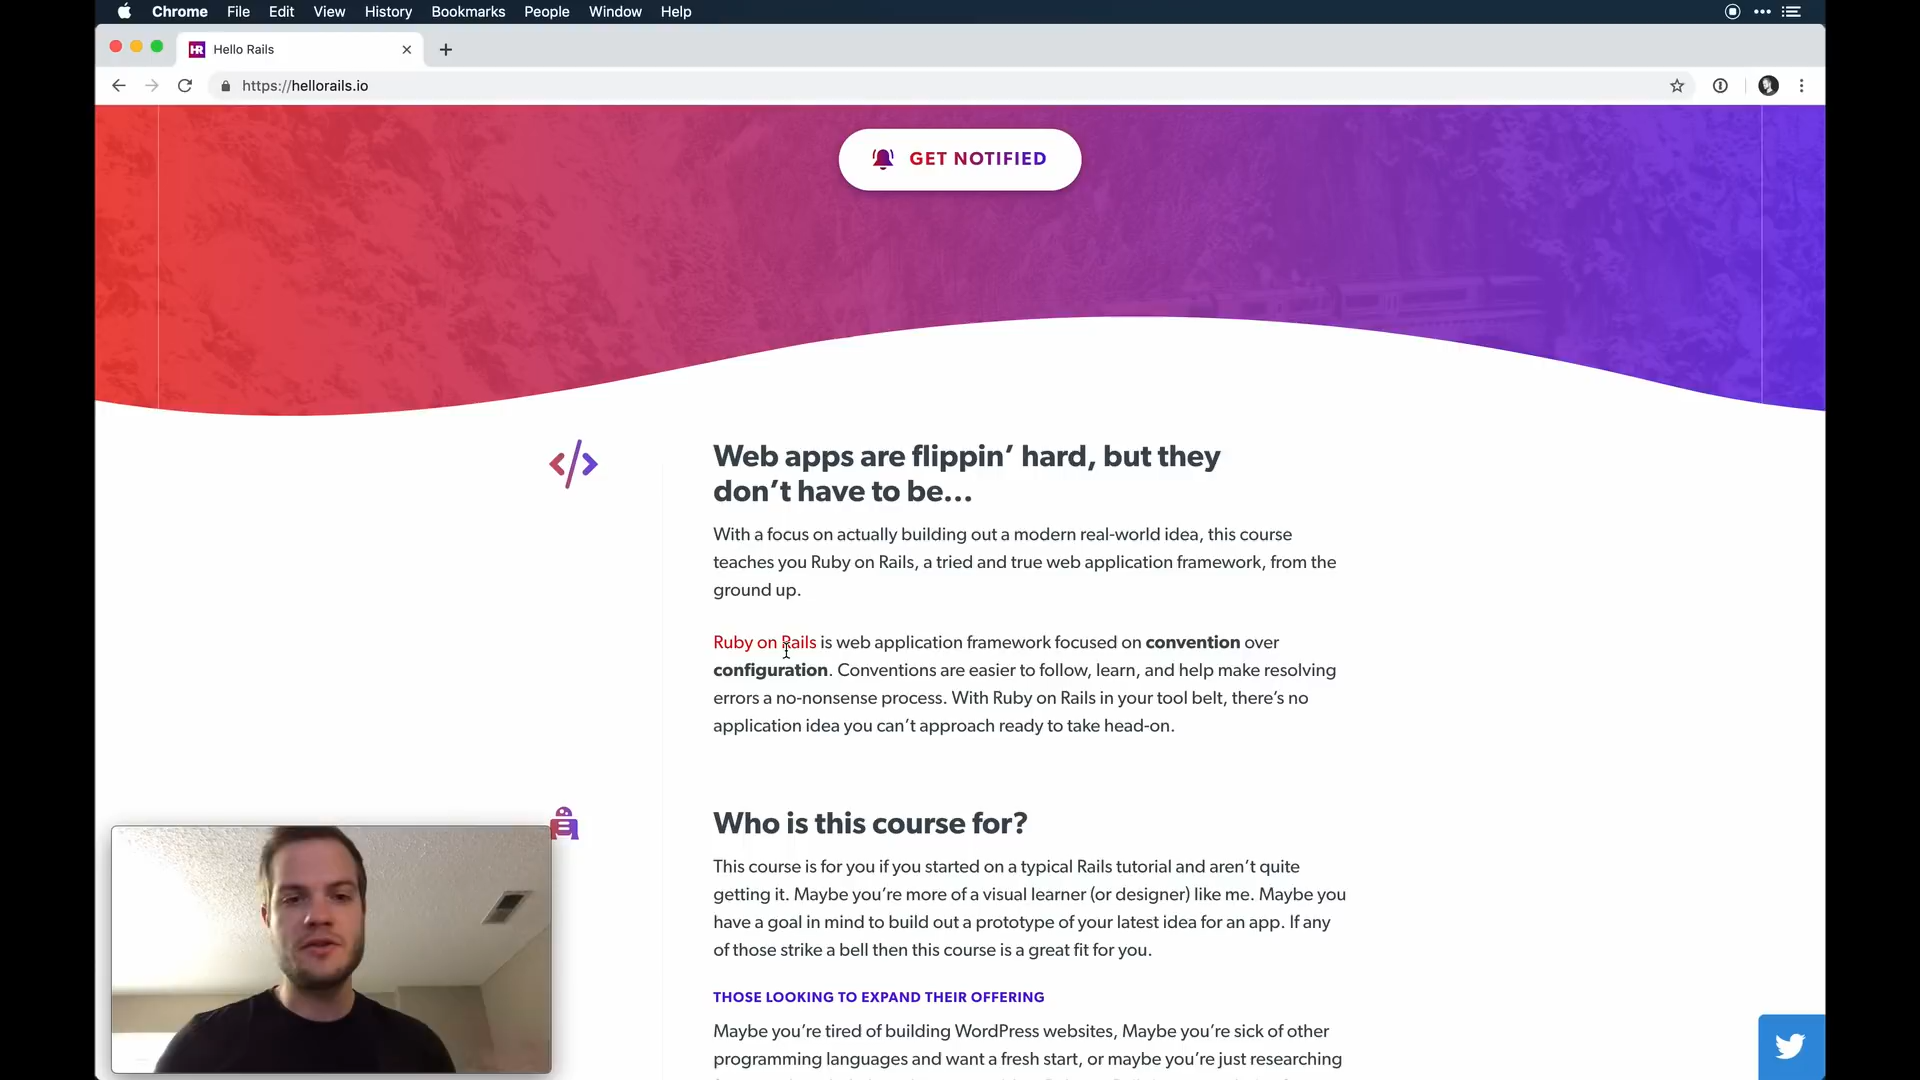 Chrome File Edit View History Bookmarks People Window Help
HR Hello Rails
https://hellorails.io
GET NOTIFIED
Web apps are flippin’ hard, but they
don’t have to be…
With a focus on actually building out a modern real-world idea, this course
teaches you Ruby on Rails, a tried and true web application framework, from the
ground up.
Ruby on Rails is web application framework focused on convention over
configuration. Conventions are easier to follow, learn, and help make resolving
errors a no-nonsense process. With Ruby on Rails in your tool belt, there’s no
application idea you can’t approach ready to take head-on.
Who is this course for?
This course is for you if you started on a typical Rails tutorial and aren’t quite
getting it. Maybe you’re more of a visual learner (or designer) like me. Maybe you
have a goal in mind to build out a prototype of your latest idea for an app. If any
of those strike a bell then this course is a great fit for you.
THOSE LOOKING TO EXPAND THEIR OFFERING
Maybe you’re tired of building WordPress websites, Maybe you’re sick of other
programming languages and want a fresh start, or maybe you’re just researching